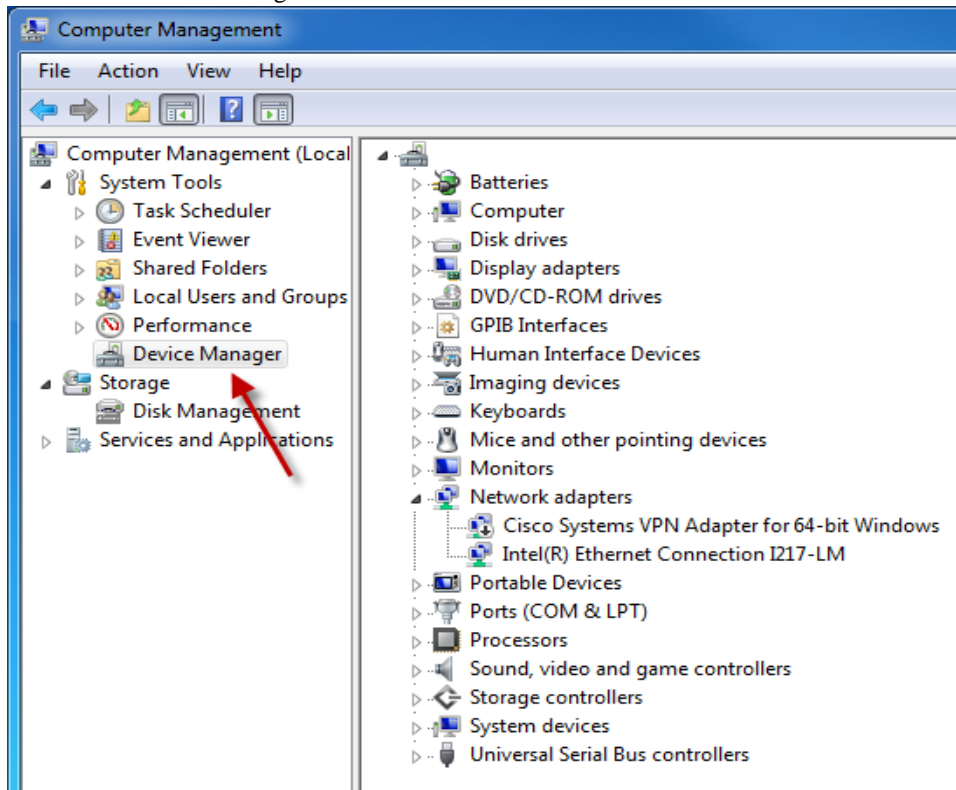 Computer Management
File Action View Help
Computer Management (Local
System Tools
Task Scheduler
Event Viewer
Shared Folders
Local Users and Groups
Performance
Device Manager
Storage
Disk Management
Services and Applications
Batteries
Computer
Disk drives
Display adapters
DVD/CD-ROM drives
GPIB Interfaces
Human Interface Devices
Imaging devices
Keyboards
Mice and other pointing devices
Monitors
Network adapters
Cisco Systems VPN Adapter for 64-bit Windows
Intel(R) Ethernet Connection I217-LM
Portable Devices
Ports (COM & LPT)
Processors
Sound, video and game controllers
Storage controllers
System devices
Universal Serial Bus controllers